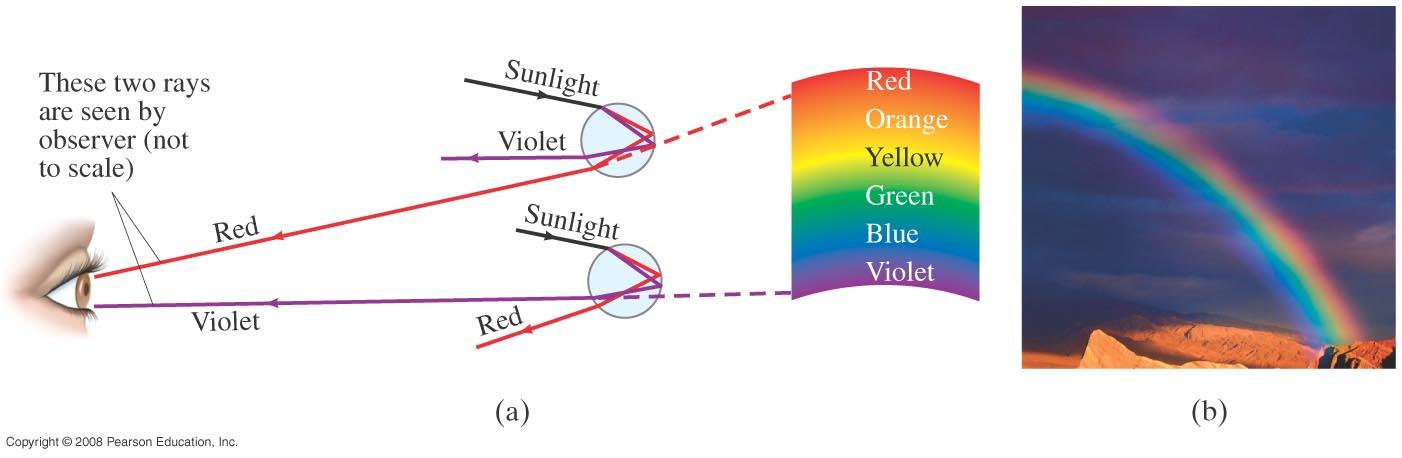 These two rays
are seen by
observer (not
to scale)
Sunlight
Violet
Red
Sunlight
Violet
Red
Red
Orange
Yellow
Green
Blue
Violet
(a)
(b)
Copyright © 2008 Pearson Education, Inc.